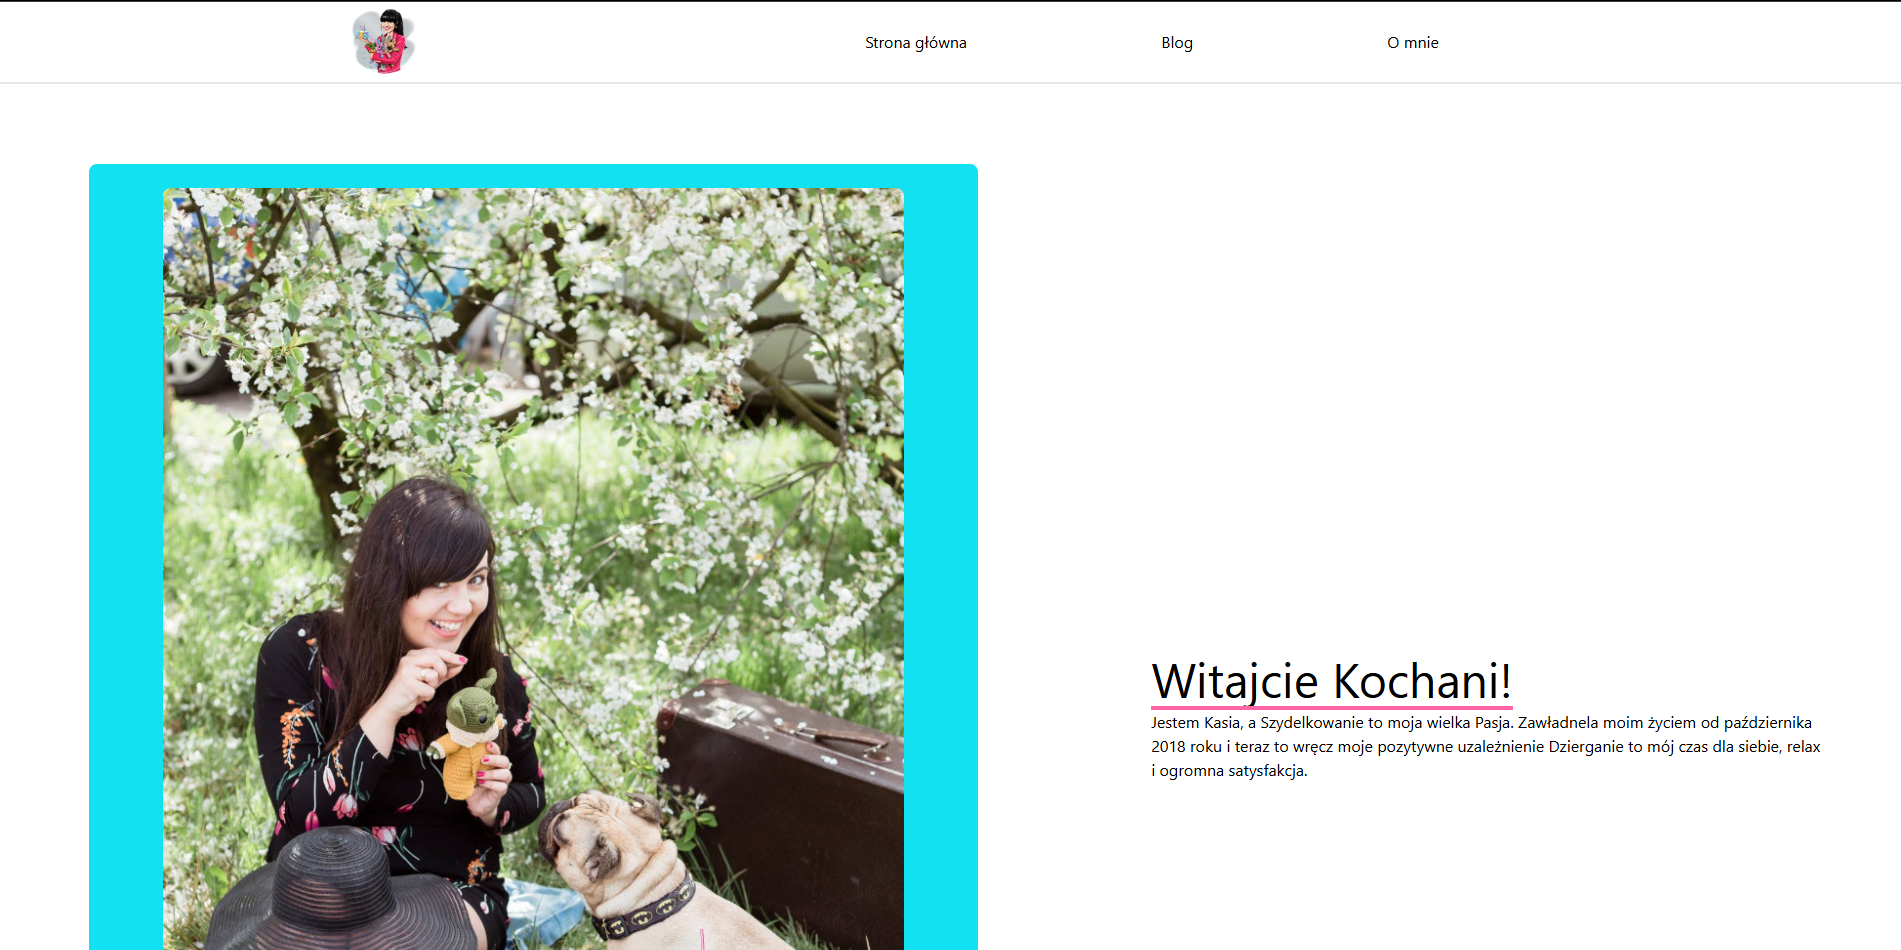 Strona główna
Blog
O mnie
Witajcie Kochani!
Jestem Kasia, a Szydelkowanie to moja wielka Pasja. Zawładnela moim życiem od października
2018 roku i teraz to wręcz moje pozytywne uzależnienie Dzierganie to mój czas dla siebie, relax
i ogromna satysfakcja.